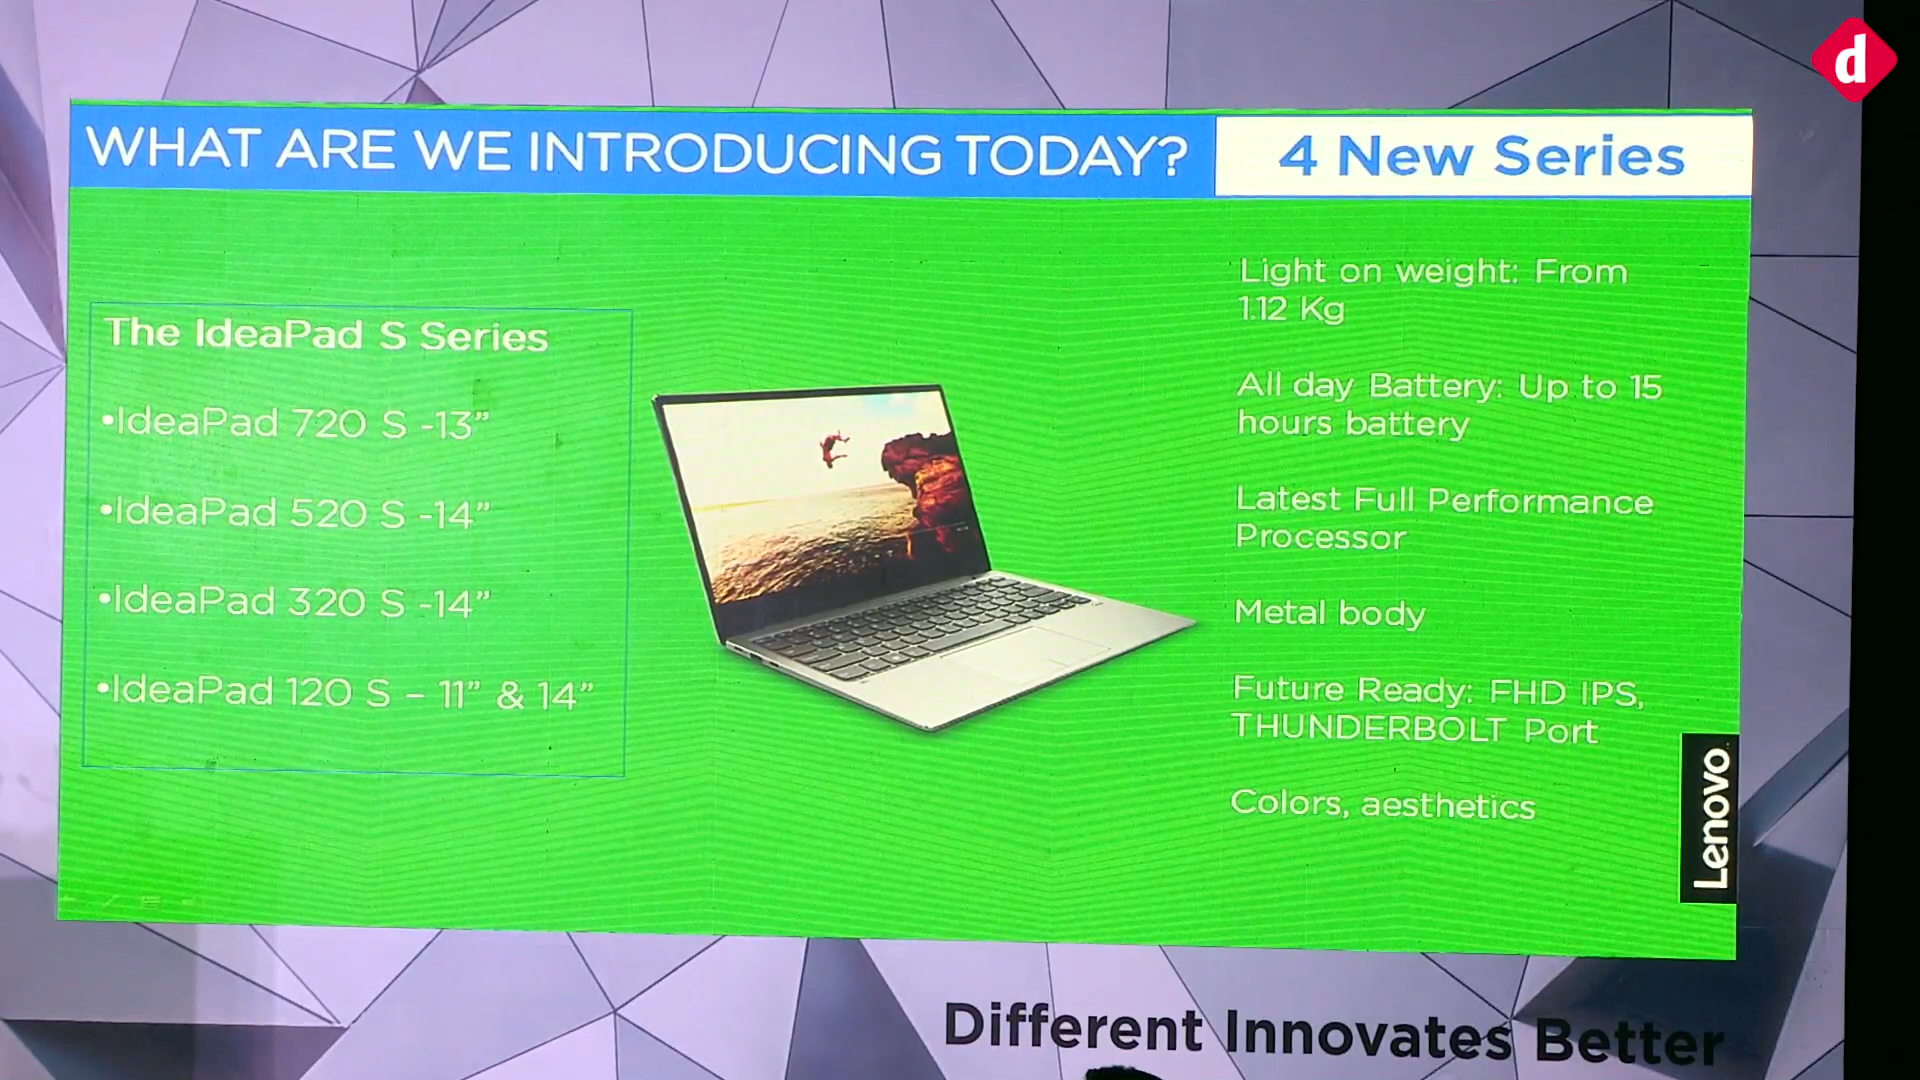 d
WHAT ARE WE INTRODUCING TODAY?
4 New Series
The IdeaPad S Series
•IdeaPad 720 S -13”
•IdeaPad 520 S -14”
•IdeaPad 320 S -14”
•IdeaPad 120 S – 11” & 14”
Light on weight: From
1.12 Kg
All day Battery: Up to 15
hours battery
Latest Full Performance
Processor
Metal body
Future Ready: FHD IPS,
THUNDERBOLT Port
Colors, aesthetics
Lenovo
Different Innovates Better